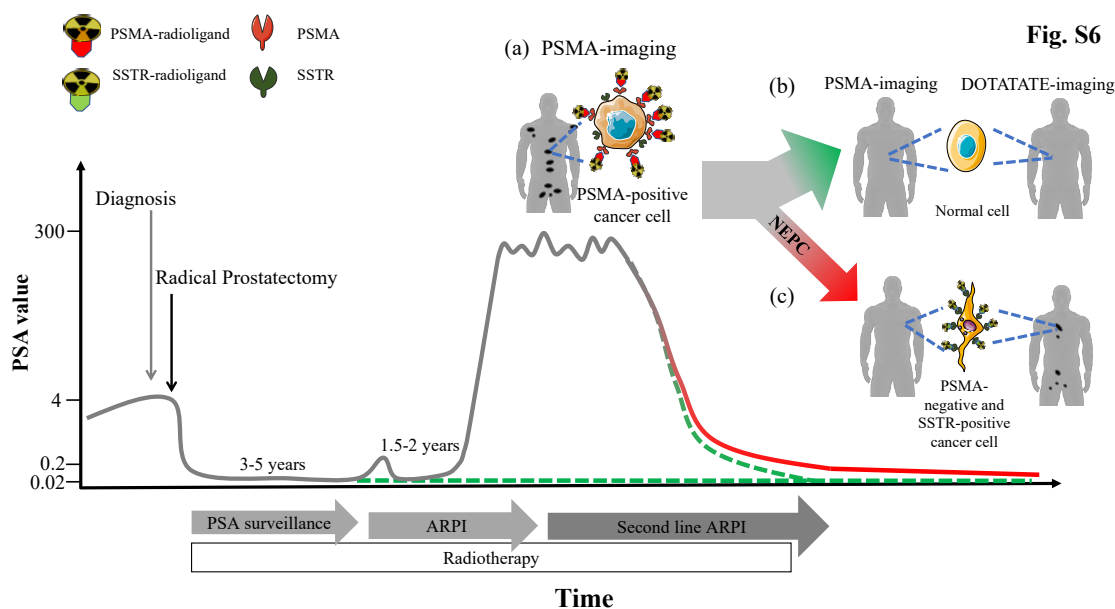 Fig. S6
PSMA-radioligand
PSMA
SSTR-radioligand
SSTR
(a) PSMA-imaging
PSMA-positive
cancer cell
(b)
PSMA-imaging
DOTATATE-imaging
Normal cell
NEPC
(c)
PSMA-
negative and
SSTR-positive
cancer cell
Diagnosis
Radical Prostatectomy
PSA value
300
4
0.2
0.02
3-5 years
1.5-2 years
PSA surveillance
ARPI
Second line ARPI
Radiotherapy
Time